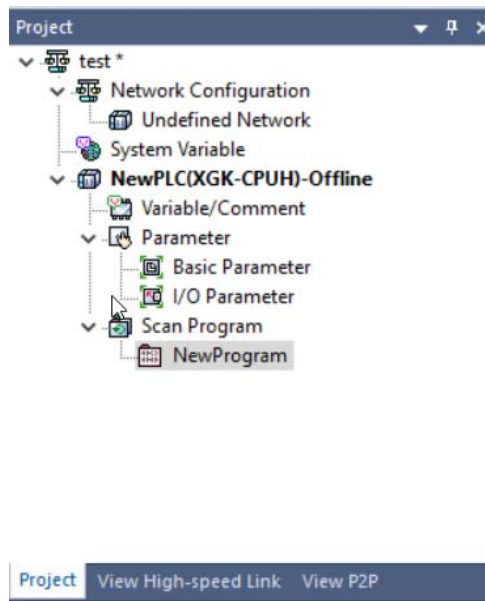 Project
test *
Network Configuration
Undefined Network
System Variable
NewPLC(XGK-CPUH)-Offline
Variable/Comment
Parameter
Basic Parameter
I/O Parameter
Scan Program
NewProgram
Project View High-speed Link View P2P